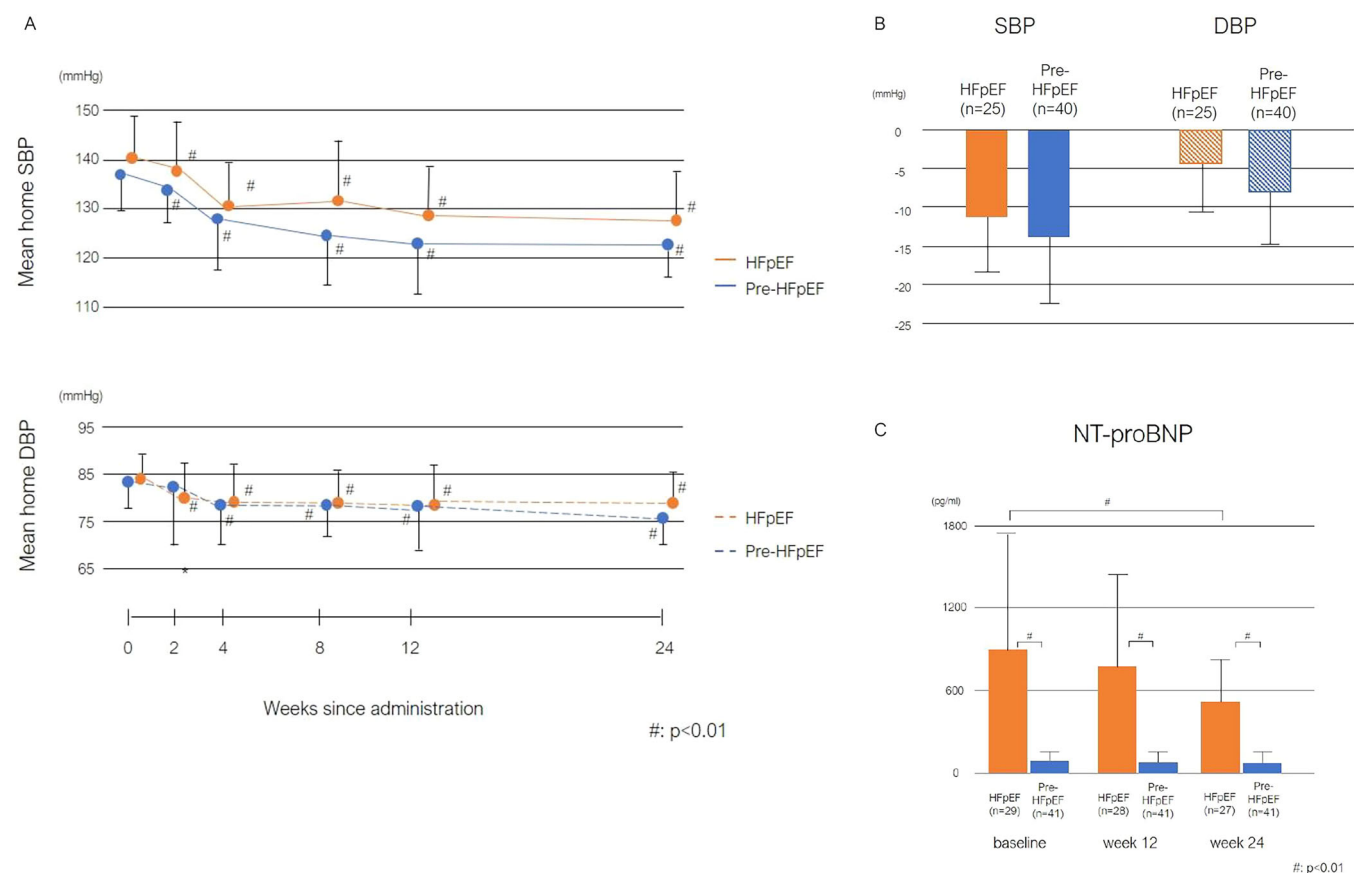 A
(mmHg)
Mean home SBP
150
140
130
120
110
#
#
#
#
#
#
#
#
#
#
HFpEF
Pre-HFpEF
(mmHg)
Mean home DBP
95
85
75
65
#
#
#
#
#
#
#
#
#
*
HFpEF
Pre-HFpEF
0 2 4 8 12 24
Weeks since administration
#: p<0.01
B
SBP DBP
(mmHg)
HFpEF
(n=25)
Pre-
HFpEF
(n=40)
HFpEF
(n=25)
Pre-
HFpEF
(n=40)
0
-5
-10
-15
-20
-25
C
NT-proBNP
(pg/ml)
#
1800
1200
600
0
# # #
HFpEF
(n=29)
Pre-
HFpEF
(n=41)
HFpEF
(n=28)
Pre-
HFpEF
(n=41)
HFpEF
(n=27)
Pre-
HFpEF
(n=41)
baseline week 12 week 24
#: p<0.01